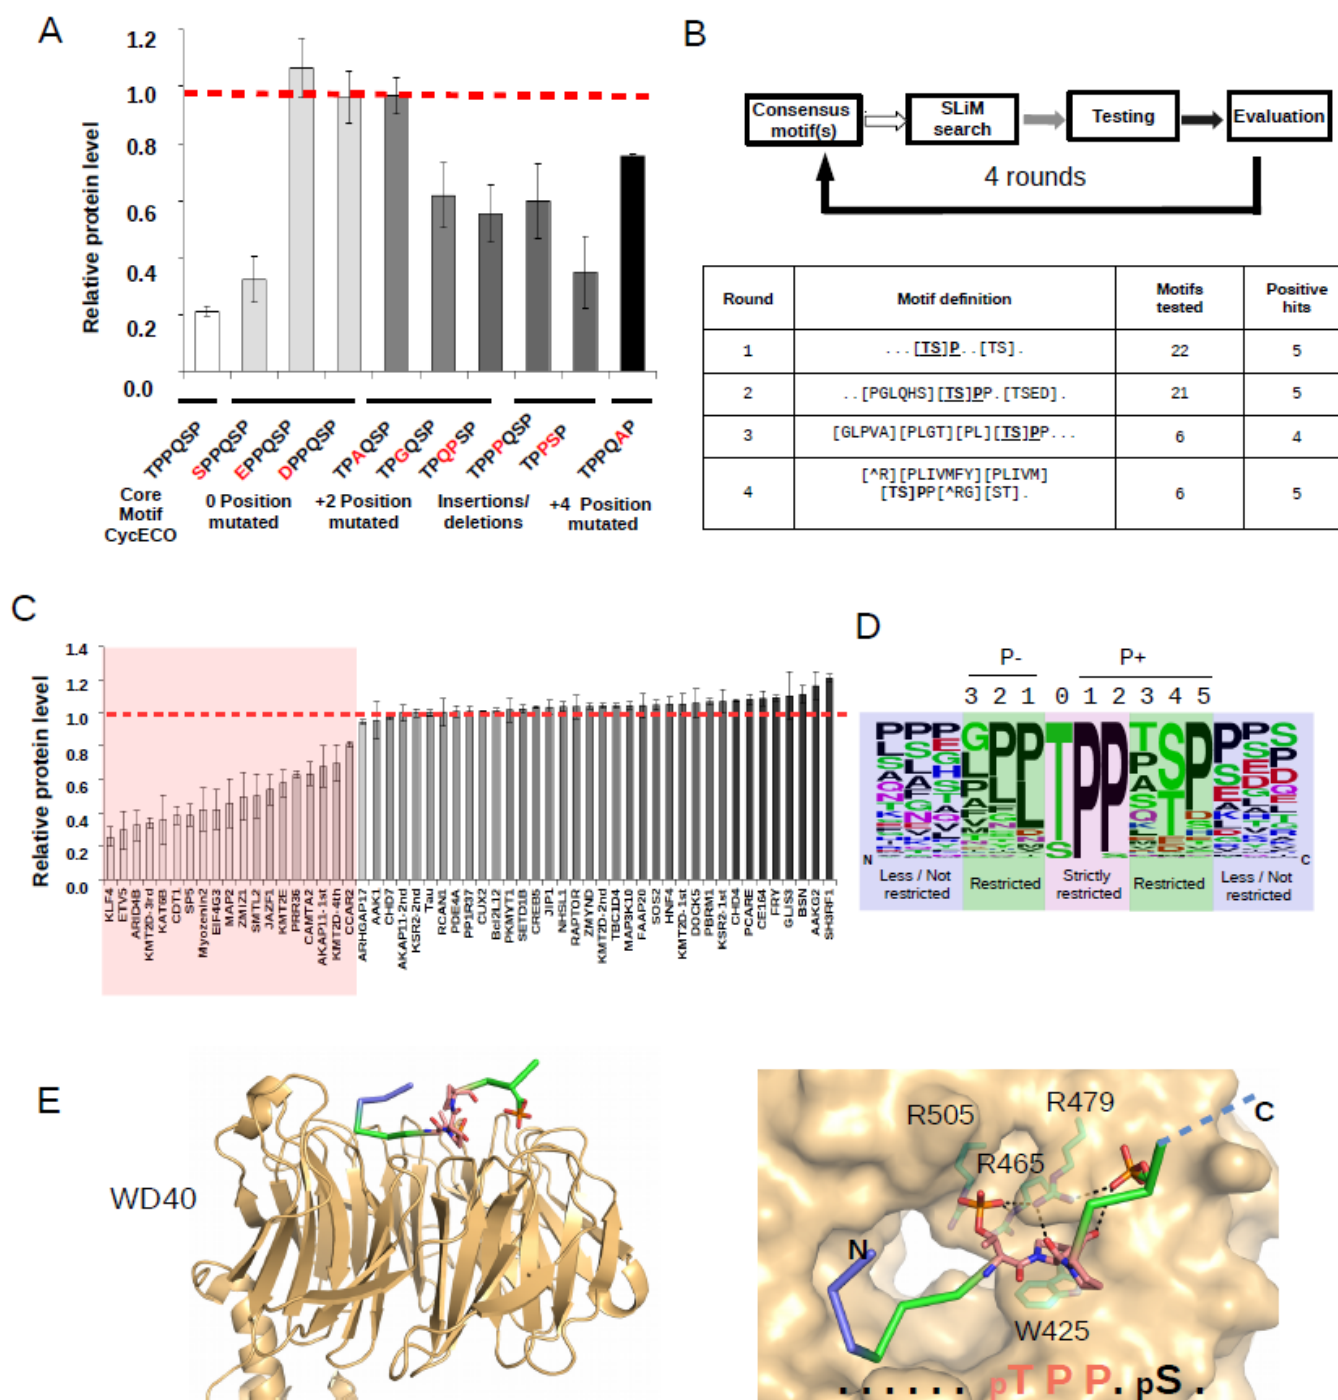 A
Relative protein level
1.2
1.0
0.8
0.6
0.4
0.2
0.0
TPPQSP
SPPQSP
EPPQSP
DPPQSP
TPAQSP
TPGQSP
TPQPSP
TPPPQSP
TPPSP
TPPQAP
Core Motif CycECO
0 Position mutated
+2 Position mutated
Insertions/ deletions
+4 Position mutated
B
Consensus motif(s)
SLiM search
Testing
Evaluation
4 rounds
Round Motif definition Motifs tested Positive hits
1 ...[TS]P..[TS]. 22 5
2 ..[PGLQHS][TS]PP.[TSED]. 21 5
3 [GLPVA][PLGT][PL][TS]PP... 6 4
4 [^R][PLIVMFY][PLIVM][TS]PP[^RG][ST]. 6 5
C
Relative protein level
1.4
1.2
1.0
0.8
0.6
0.4
0.2
0.0
KLF4
ETV5
ARID4B
KMT2D-3rd
KAT6B
CDT1
SP5
Myozenin2
EIF4G3
MAP2
ZMIZ1
SMTL2
JAZF1
KMT2E
PRR36
CAMTA2
AKAP11-1st
KMT2D-4th
CCAR2
ARHGAP17
AAK1
CHD7
AKAP11-2nd
KSR2-2nd
Tau
RCAN1
PDE4A
PP1R37
CUX2
Bcl2L12
PKMYT1
SETD1B
CREB5
JIP1
NHSL1
RAPTOR
ZMYND
KMT2D-2nd
TBC1D4
MAP3K10
FAAP20
SOS2
HNF4
KMT2D-1st
DOCK5
PBRM1
KSR2-1st
CHD4
PCARE
CE164
FRY
GLIS3
BSN
AAKG2
SH3RF1
D
P- P+
3 2 1 0 1 2 3 4 5
N
C
Less / Not restricted
Restricted
Strictly restricted
Restricted
Less / Not restricted
E
WD40
R505
R479
R465
W425
N
C
...... pTPP.pS.